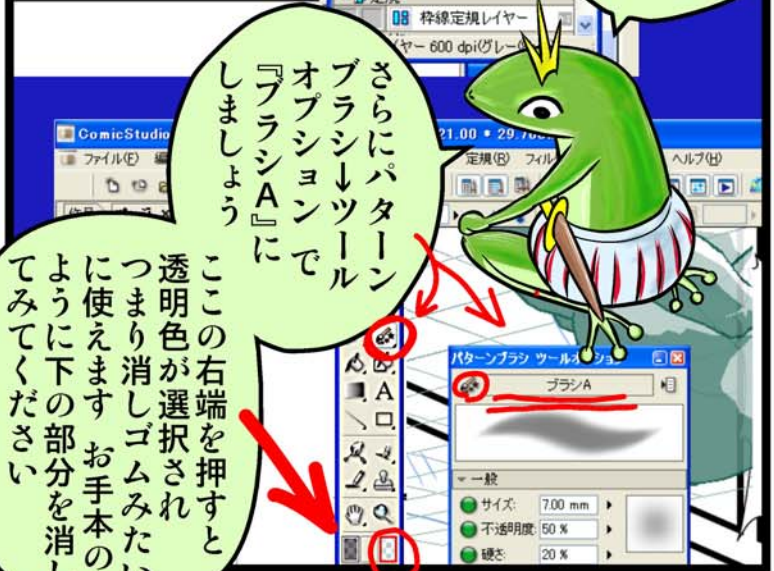 枠線定規レイヤー
ヤー 600 dpi(グレー
ComicStudio
21.00 * 29.70
ファイル(F)
定規(R)
ヘルプ(H)
さらにパターン
ブラシ→ツール
オプションで
『ブラシA』に
しましょう
ここの右端を押すと
透明色が選択され
つまり消しゴムみたい
に使えます お手本の
ように下の部分を消し
てみてください
パターンブラシ ツールオ
ブラシA
一般
サイズ: 7.00 mm
不透明度: 50 %
硬さ: 20 %
A